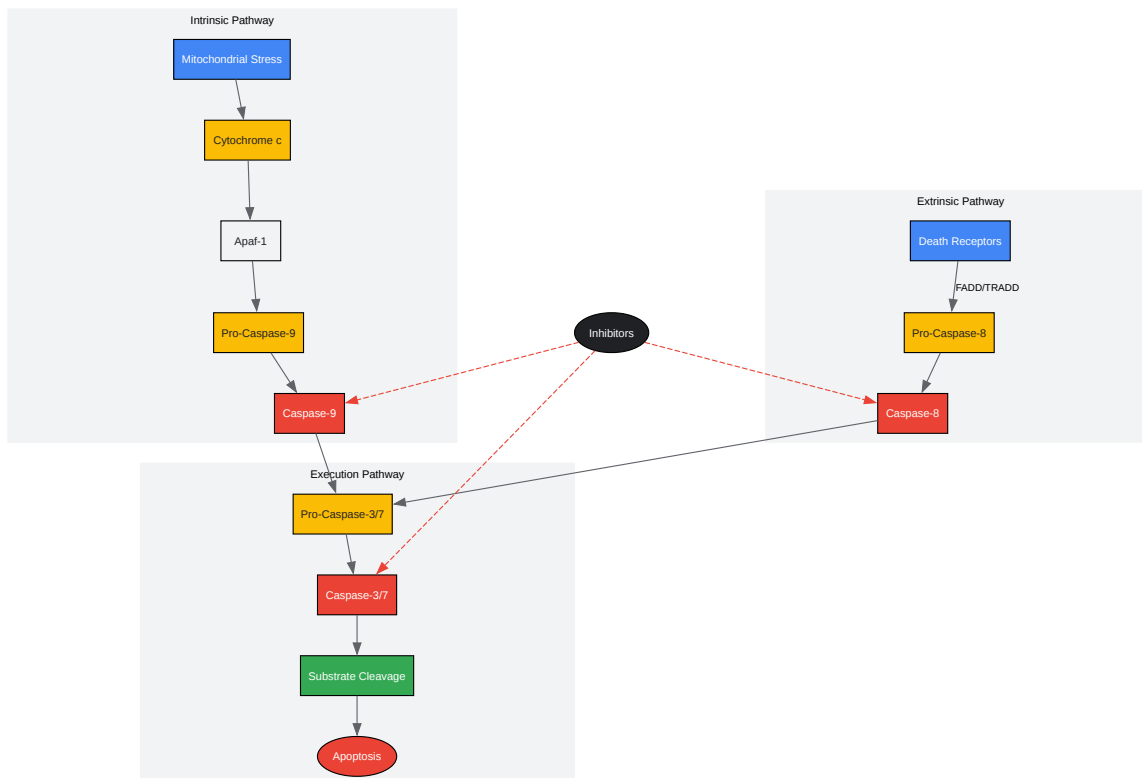 Intrinsic Pathway
Mitochondrial Stress
Cytochrome c
Apaf-1
Pro-Caspase-9
Caspase-9
Inhibitors
Extrinsic Pathway
Death Receptors
FADD/TRADD
Pro-Caspase-8
Caspase-8
Execution Pathway
Pro-Caspase-3/7
Caspase-3/7
Substrate Cleavage
Apoptosis